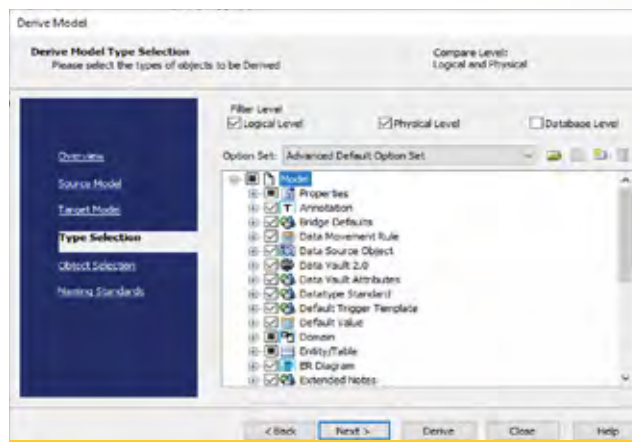 Derive Model
Derive Model Type Selection
Please select the types of objects to be Derived
Compare Level:
Logical and Physical
Overview
Source Model
Target Model
Type Selection
Object Selection
Naming Standards
Filter Level
Logical Level
Physical Level
Database Level
Option Set: Advanced Default Option Set
Model
Properties
Annotation
Bridge Defaults
Data Movement Rule
Data Source Object
Data Vault 2.0
Data Vault Attributes
Datatype Standard
Default Trigger Template
Default Value
Domain
Entity/Table
ER Diagram
Extended Notes
< Back
Next >
Derive
Close
Help